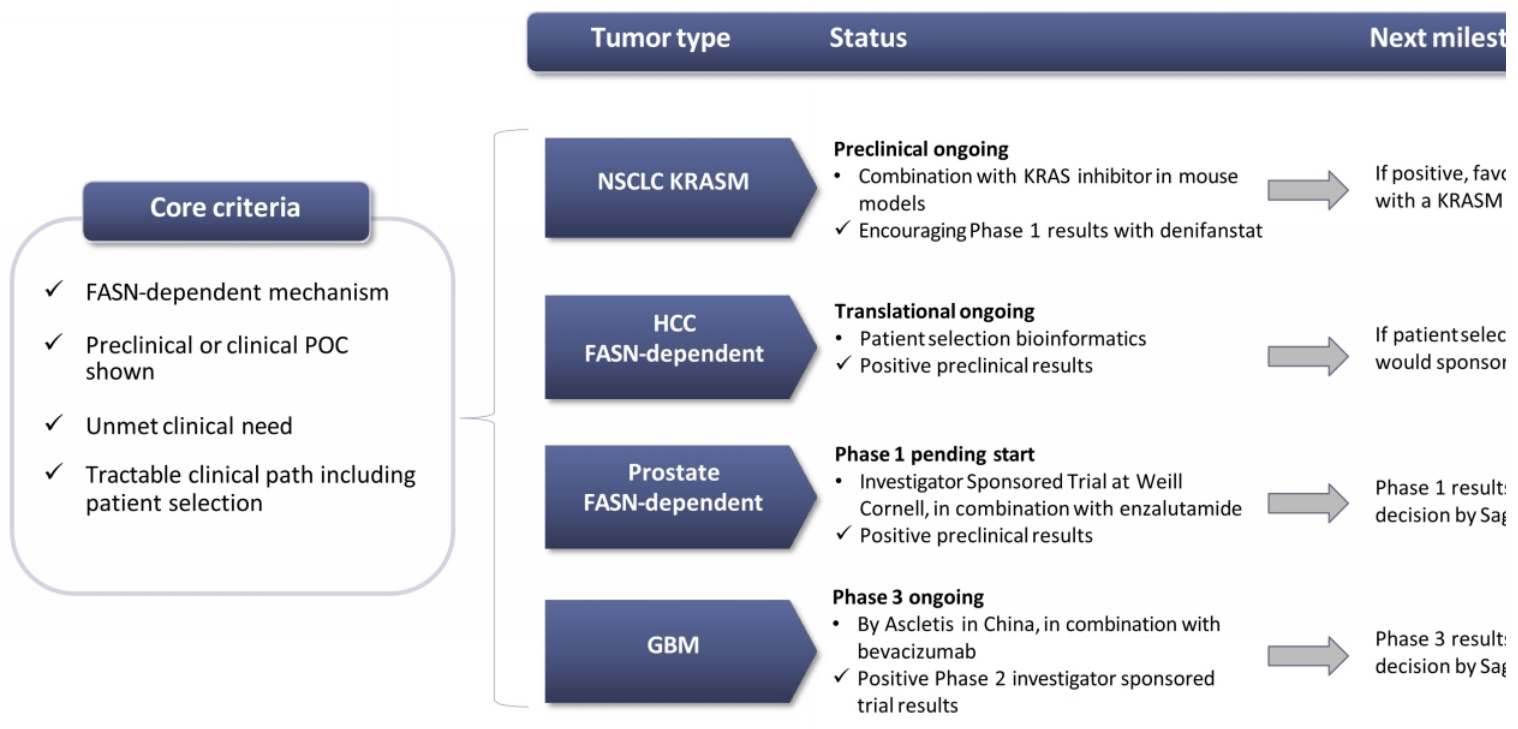 Tumor type Status Next
Core criteria
✓ FASN-dependent mechanism
✓ Preclinical or clinical POC
shown
✓ Unmet clinical need
✓ Tractable clinical path including
patient selection
NSCLC KRASM
Preclinical ongoing
• Combination with KRAS inhibitor in mouse
models
✓ Encouraging Phase 1 results with denifanstat
If positive,
with a KRASM
HCC
FASN-dependent
Translational ongoing
• Patient selection bioinformatics
✓ Positive preclinical results
If patient
would sponsor
Prostate
FASN-dependent
Phase 1 pending start
• Investigator Sponsored Trial at Weill
Cornell, in combination with enzalutamide
✓ Positive preclinical results
Phase 1 results
decision by
GBM
Phase 3 ongoing
• By Ascletis in China, in combination with
bevacizumab
✓ Positive Phase 2 investigator sponsored
trial results
Phase 3 results
decision by